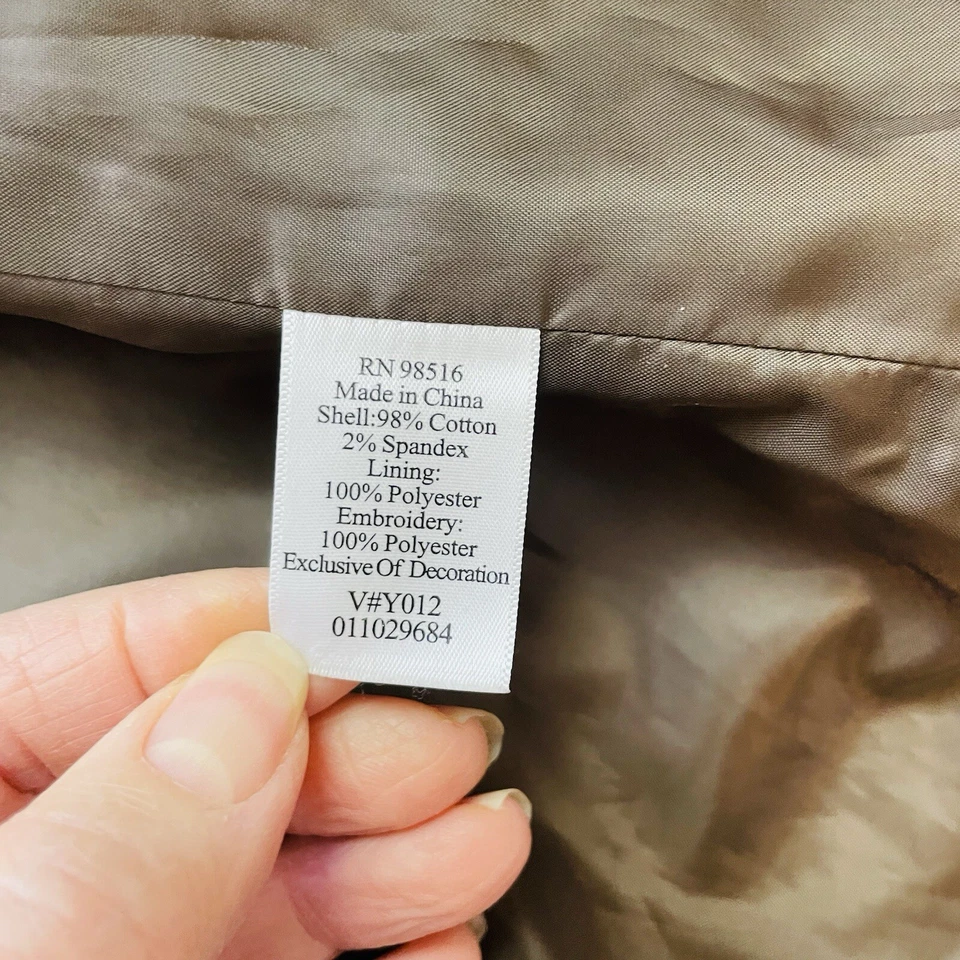 RN 98516
Made in China
Shell:98% Cotton
2% Spandex
Lining:
100% Polyester
Embroidery:
100% Polyester
Exclusive Of Decoration
V#Y012
011029684